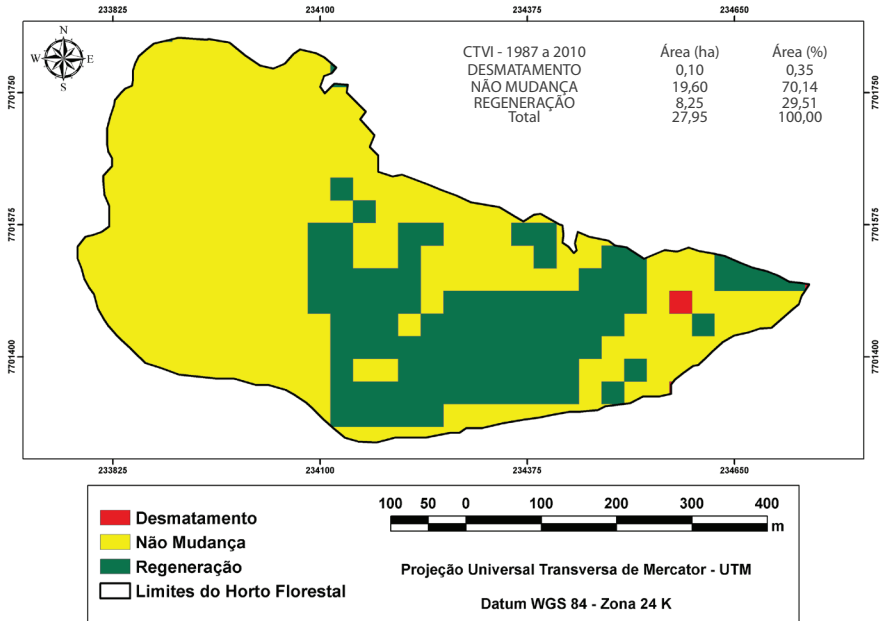 233825 234100 234375 234650
N
W E
S
CTVI - 1987 a 2010 Área (ha) Área (%)
DESMATAMENTO 0,10 0,35
NÃO MUDANÇA 19,60 70,14
REGENERAÇÃO 8,25 29,51
Total 27,95 100,00
7701750 7701750
7701575 7701575
7701400 7701400
233825 234100 234375 234650
Desmatamento
Não Mudança
Regeneração
Limites do Horto Florestal
100 50 0 100 200 300 400
m
Projeção Universal Transversa de Mercator - UTM
Datum WGS 84 - Zona 24 K